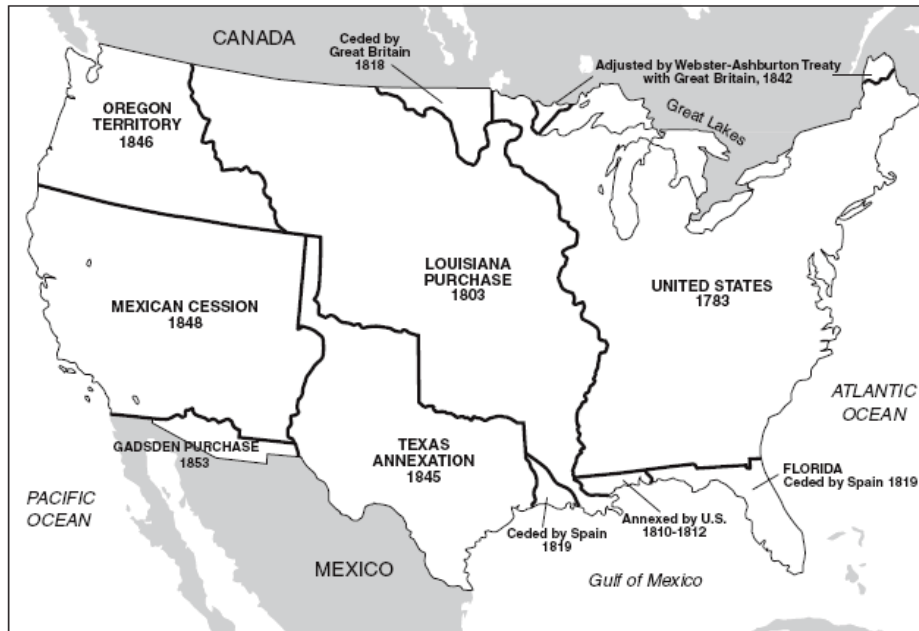 CANADA
Ceded by
Great Britain
1818
Adjusted by Webster-Ashburton Treaty
with Great Britain, 1842
Great Lakes
OREGON
TERRITORY
1846
LOUISIANA
PURCHASE
1803
UNITED STATES
1783
MEXICAN CESSION
1848
ATLANTIC
OCEAN
GADSDEN PURCHASE
1853
TEXAS
ANNEXATION
1845
FLORIDA
Ceded by Spain 1819
PACIFIC
OCEAN
Ceded by Spain
1819
Annexed by U.S.
1810-1812
MEXICO
Gulf of Mexico